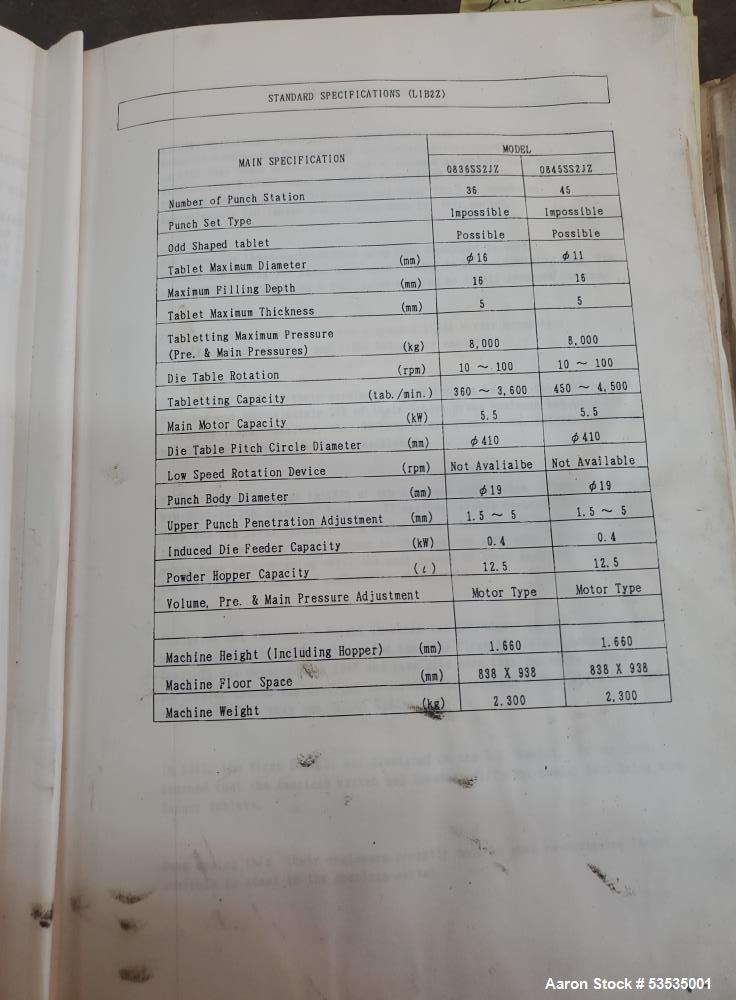 STANDARD SPECIFICATIONS (L1B2Z)
MAIN SPECIFICATION MODEL
0836SS2JZ 0845SS2JZ
Number of Punch Station 36 45
Punch Set Type Impossible Impossible
Odd Shaped tablet Possible Possible
Tablet Maximum Diameter (mm) φ16 φ11
Maximum Filling Depth (mm) 16 16
Tablet Maximum Thickness (mm) 5 5
Tabletting Maximum Pressure
(Pre. & Main Pressures) (kg) 8,000 8,000
Die Table Rotation (rpm) 10 ~ 100 10 ~ 100
Tabletting Capacity (tab./min.) 360 ~ 3,600 450 ~ 4,500
Main Motor Capacity (kW) 5.5 5.5
Die Table Pitch Circle Diameter (mm) φ410 φ410
Low Speed Rotation Device (rpm) Not Avalialbe Not Available
Punch Body Diameter (mm) φ19 φ19
Upper Punch Penetration Adjustment (mm) 1.5 ~ 5 1.5 ~ 5
Induced Die Feeder Capacity (kW) 0.4 0.4
Powder Hopper Capacity (ℓ) 12.5 12.5
Volume, Pre. & Main Pressure Adjustment Motor Type Motor Type
Machine Height (Including Hopper) (mm) 1.660 1.660
Machine Floor Space (mm) 838 X 938 838 X 938
Machine Weight (kg) 2.300 2,300
Aaron Stock # 53535001